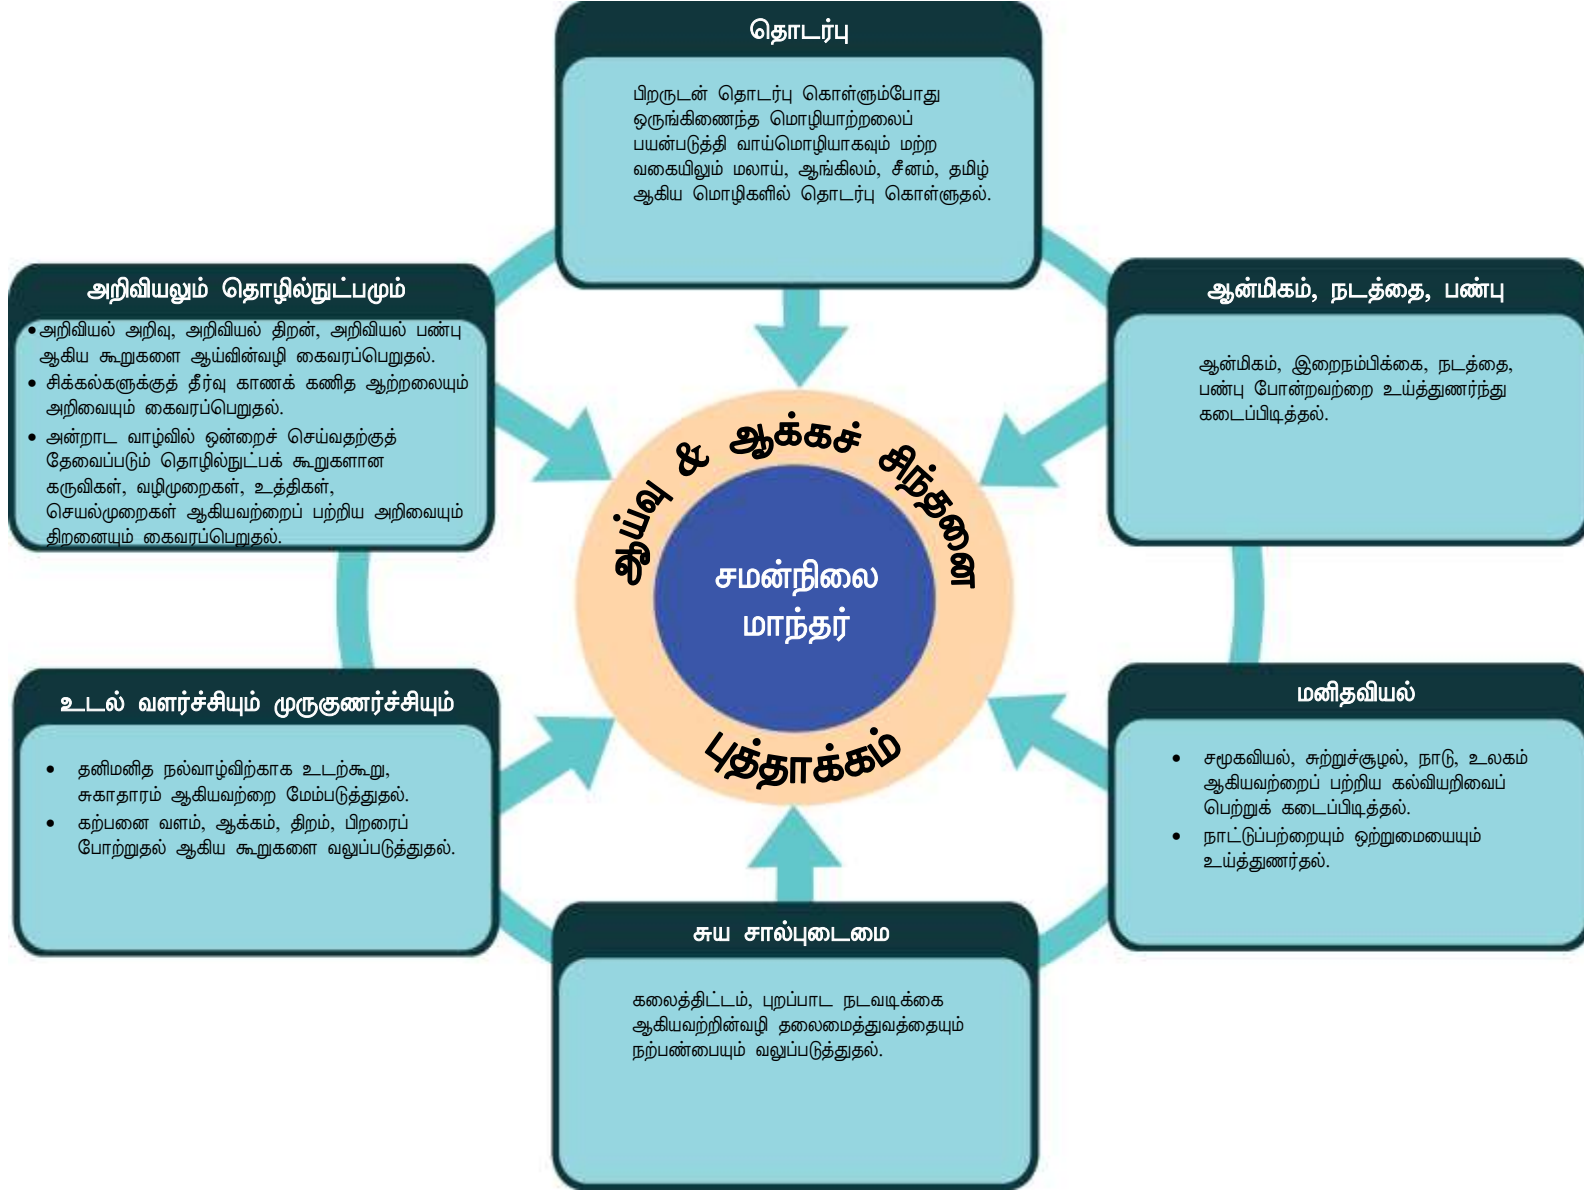 தொடர்பு
பிறருடன் தொடர்பு கொள்ளும்போது
ஒருங்கிணைந்த மொழியாற்றலைப்
பயன்படுத்தி வாய்மொழியாகவும் மற்ற
வகையிலும் மலாய், ஆங்கிலம், சீனம், தமிழ்
ஆகிய மொழிகளில் தொடர்பு கொள்ளுதல்.
ஆன்மிகம், நடத்தை, பண்பு
ஆன்மிகம், இறைநம்பிக்கை, நடத்தை,
பண்பு போன்றவற்றை உய்த்துணர்ந்து
கடைப்பிடித்தல்.
மனிதவியல்
• சமூகவியல், சுற்றுச்சூழல், நாடு, உலகம்
ஆகியவற்றைப் பற்றிய கல்வியறிவைப்
பெற்றுக் கடைப்பிடித்தல்.
• நாட்டுப்பற்றையும் ஒற்றுமையையும்
உய்த்துணர்தல்.
சுய சால்புடைமை
கலைத்திட்டம், புறப்பாட நடவடிக்கை
ஆகியவற்றின்வழி தலைமைத்துவத்தையும்
நற்பண்பையும் வலுப்படுத்துதல்.
உடல் வளர்ச்சியும் முருகுணர்ச்சியும்
• தனிமனித நல்வாழ்விற்காக உடற்கூறு,
சுகாதாரம் ஆகியவற்றை மேம்படுத்துதல்.
• கற்பனை வளம், ஆக்கம், திறம், பிறரைப்
போற்றுதல் ஆகிய கூறுகளை வலுப்படுத்துதல்.
அறிவியலும் தொழில்நுட்பமும்
• அறிவியல் அறிவு, அறிவியல் திறன், அறிவியல் பண்பு
ஆகிய கூறுகளை ஆய்வின்வழி கைவரப்பெறுதல்.
• சிக்கல்களுக்குத் தீர்வு காணக் கணித ஆற்றலையும்
அறிவையும் கைவரப்பெறுதல்.
• அன்றாட வாழ்வில் ஒன்றைச் செய்வதற்குத்
தேவைப்படும் தொழில்நுட்பக் கூறுகளான
கருவிகள், வழிமுறைகள், உத்திகள்,
செயல்முறைகள் ஆகியவற்றைப் பற்றிய அறிவையும்
திறனையும் கைவரப்பெறுதல்.
ஆய்வு & ஆக்கச் சிந்தனை
சமன்நிலை
மாந்தர்
புத்தாக்கம்